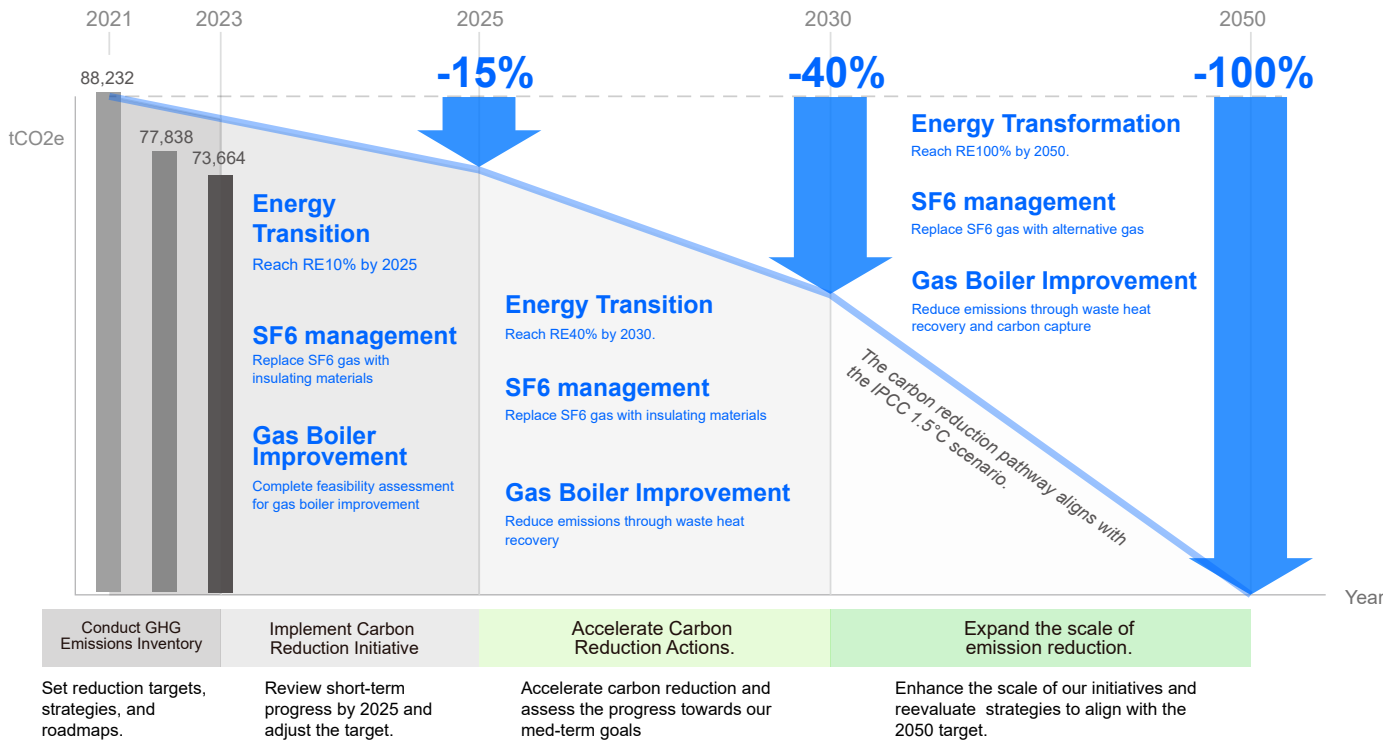 2021
2023
2025
2030
2050
88,232
77,838
73,664
tCO2e
-15%
-40%
-100%
Energy
Transition
Reach RE10% by 2025
SF6 management
Replace SF6 gas with
insulating materials
Gas Boiler
Improvement
Complete feasibility assessment
for gas boiler improvement
Energy Transition
Reach RE40% by 2030.
SF6 management
Replace SF6 gas with insulating materials
Gas Boiler Improvement
Reduce emissions through waste heat
recovery
Energy Transformation
Reach RE100% by 2050.
SF6 management
Replace SF6 gas with alternative gas
Gas Boiler Improvement
Reduce emissions through waste heat
recovery and carbon capture
The carbon reduction pathway aligns with
the IPCC 1.5°C scenario.
Year
Conduct GHG
Emissions Inventory
Implement Carbon
Reduction Initiative
Accelerate Carbon
Reduction Actions.
Expand the scale of
emission reduction.
Set reduction targets,
strategies, and
roadmaps.
Review short-term
progress by 2025 and
adjust the target.
Accelerate carbon reduction and
assess the progress towards our
med-term goals
Enhance the scale of our initiatives and
reevaluate  strategies to align with the
2050 target.